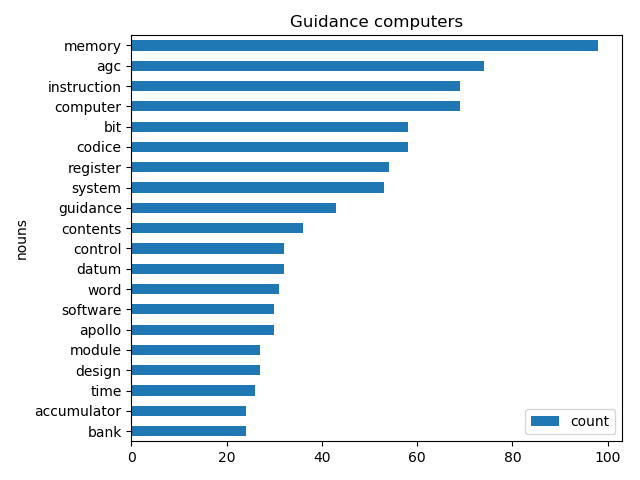 Guidance computers
memory
agc
instruction
computer
bit
codice
register
system
guidance
contents
control
datum
word
software
apollo
module
design
time
accumulator
bank
nouns
count
0 20 40 60 80 100